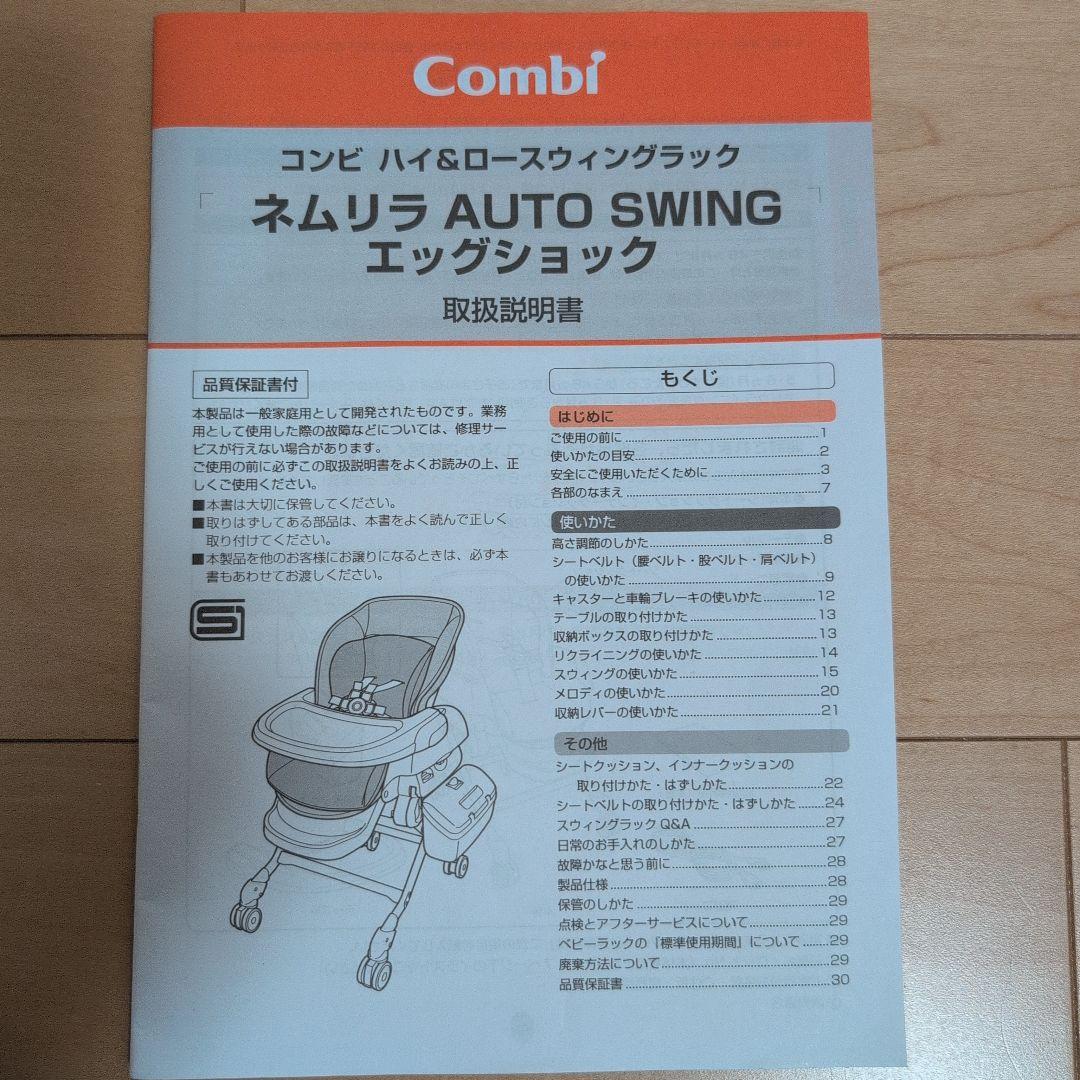 Combi
コンビ ハイ&ロースウィングラック
ネムリラ AUTO SWING
エッグショック
取扱説明書
品質保証書付
本製品は一般家庭用として開発されたものです。業務
用として使用した際の故障などについては、修理サー
ビスが行えない場合があります。
ご使用の前に必ずこの取扱説明書をよくお読みの上、正
しくご使用ください。
■本書は大切に保管してください。
■取りはずしてある部品は、本書をよく読んで正しく
取り付けてください。
■本製品を他のお客様にお譲りになるときは、必ず本
書もあわせてお渡しください。
もくじ
はじめに
ご使用の前に 1
使いかたの目安 2
安全にご使用いただくために 3
各部のなまえ 7
使いかた
高さ調節のしかた 8
シートベルト（腰ベルト・股ベルト・肩ベルト）
の使いかた 9
キャスターと車輪ブレーキの使いかた 12
テーブルの取り付けかた 13
収納ボックスの取り付けかた 13
リクライニングの使いかた 14
スウィングの使いかた 15
メロディの使いかた 20
収納レバーの使いかた 21
その他
シートクッション、インナークッションの
取り付けかた・はずしかた 22
シートベルトの取り付けかた・はずしかた 24
スウィングラック Q&A 27
日常のお手入れのしかた 27
故障かなと思う前に 28
製品仕様 28
保管のしかた 29
点検とアフターサービスについて 29
ベビーラックの『標準使用期間』について 29
廃棄方法について 29
品質保証書 30